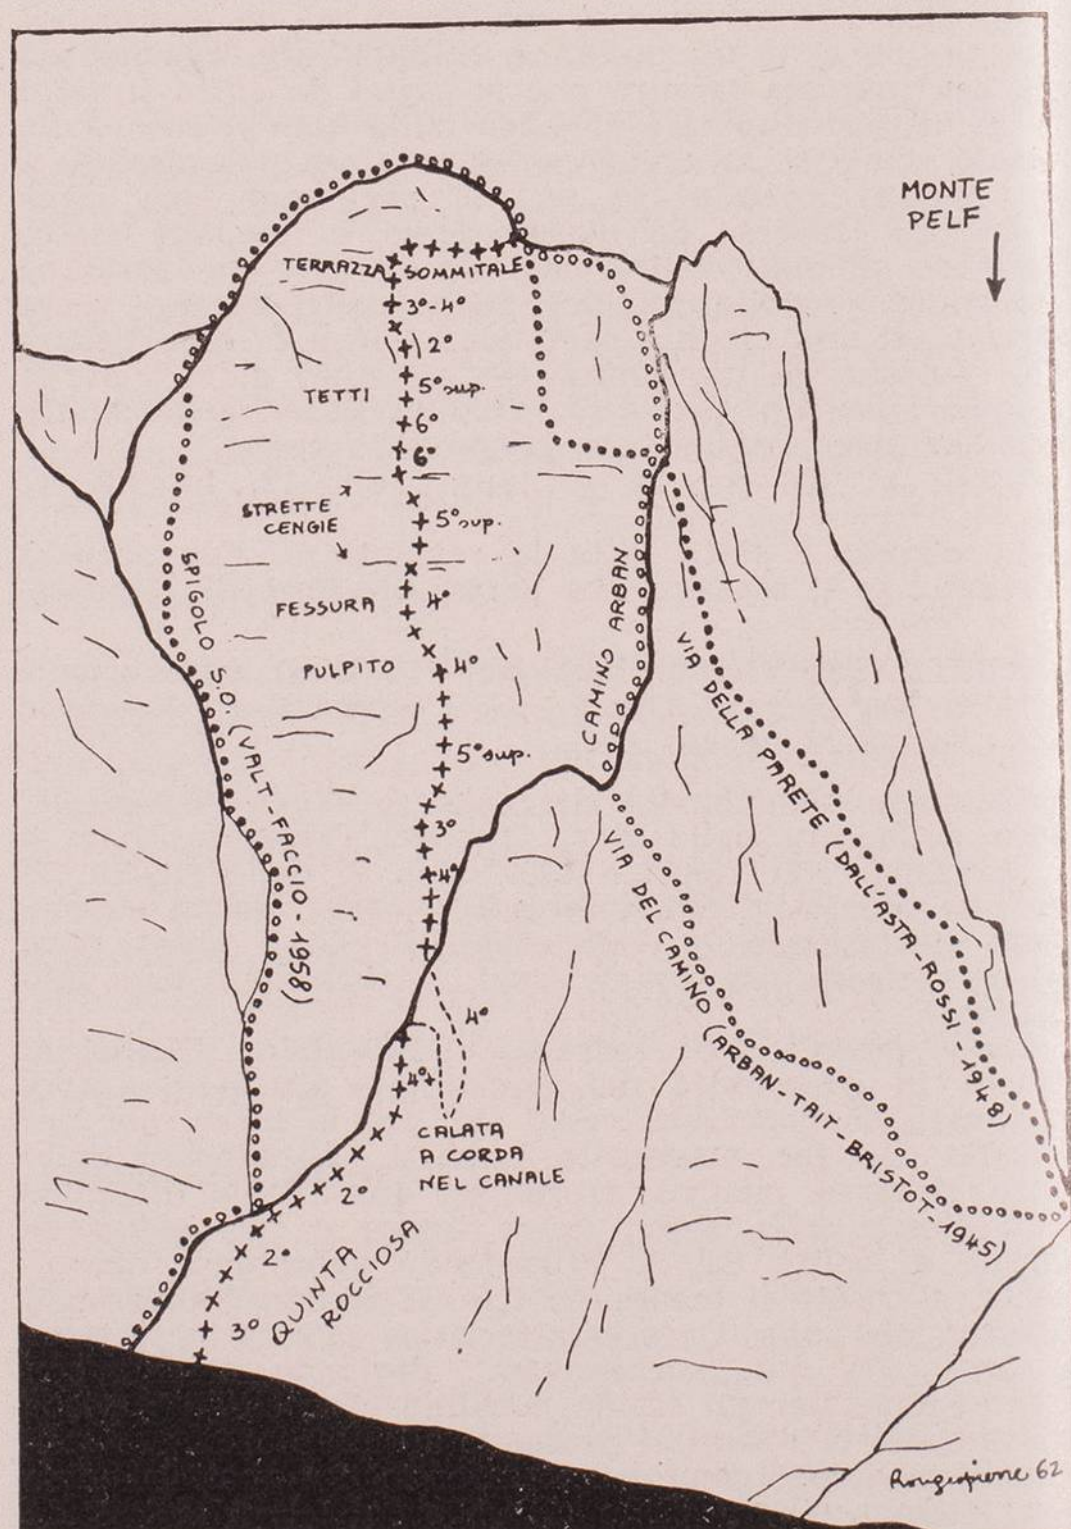 MONTE
PELF
TERRAZZA SOMMITALE
3°-4°
2°
TETTI
5° sup.
6°
6°
STRETTE
CENGIE
5° sup.
FESSURA
4°
PULPITO
4°
5° sup.
3°
4°
4°
4°+
CALATA
A CORDA
NEL CANALE
2°
2°
3°
QUINTA
ROCCIOSA
SPIGOLO S.O. (VALT-FACCIO-1958)
CAMINO ARBAN
VIA DELLA PARETE (DALL'ASTA-ROSSI-1948)
VIA DEL CAMINO (ARBAN-TAIT-BRISTOT-1945)
62